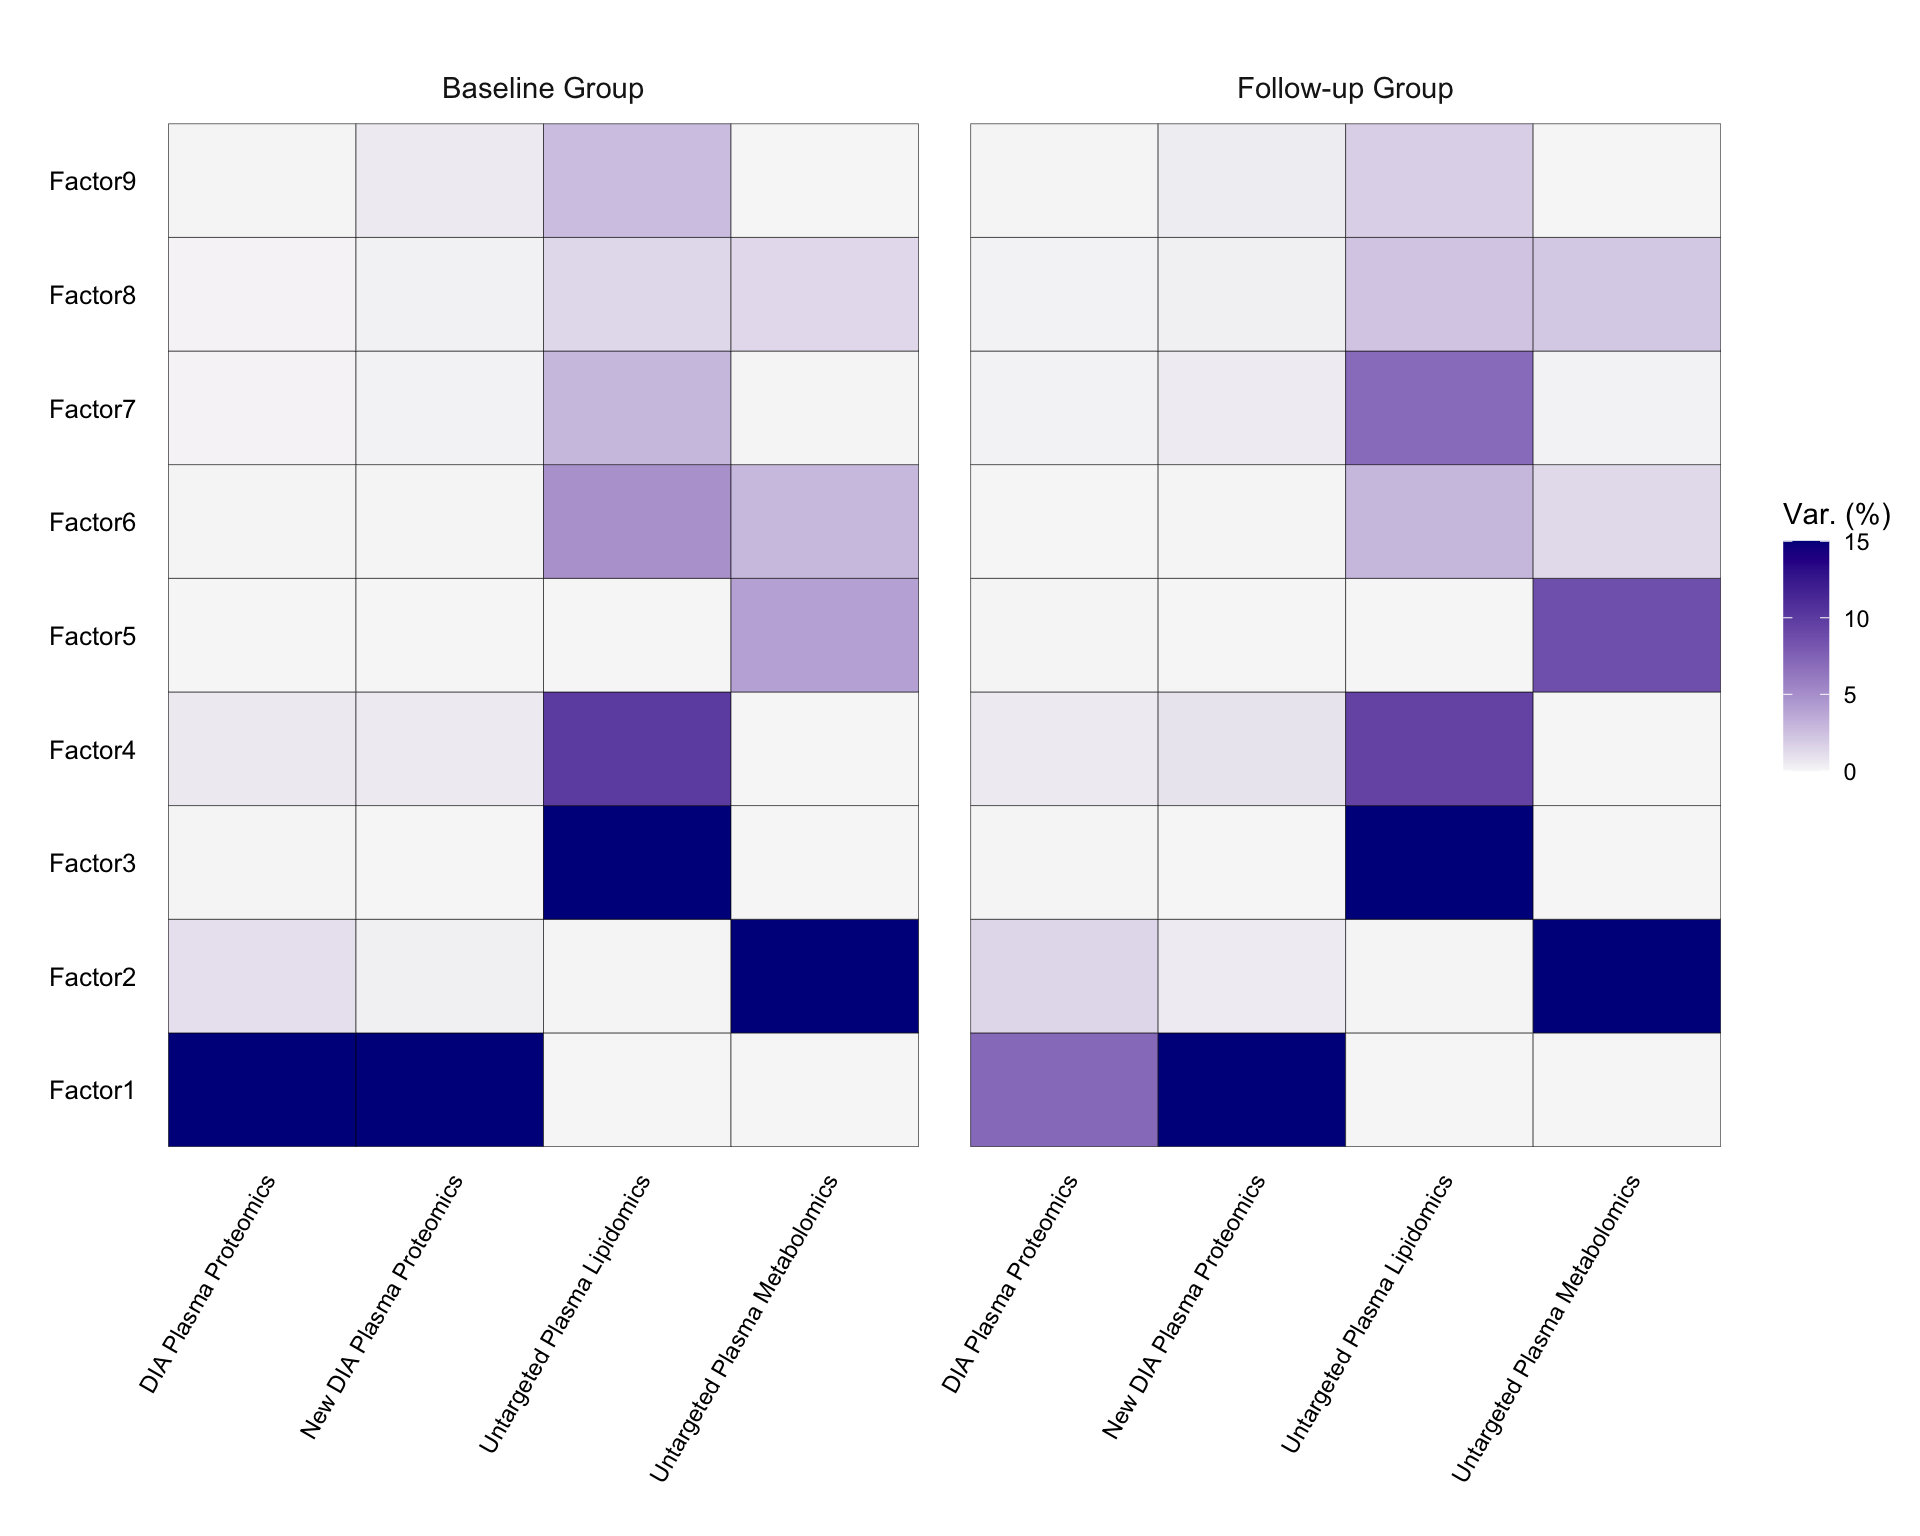 Baseline Group
Follow-up Group
Factor9
Factor8
Factor7
Factor6
Factor5
Factor4
Factor3
Factor2
Factor1
Var. (%)
15
10
5
0
DIA Plasma Proteomics
New DIA Plasma Proteomics
Untargeted Plasma Lipidomics
Untargeted Plasma Metabolomics
DIA Plasma Proteomics
New DIA Plasma Proteomics
Untargeted Plasma Lipidomics
Untargeted Plasma Metabolomics